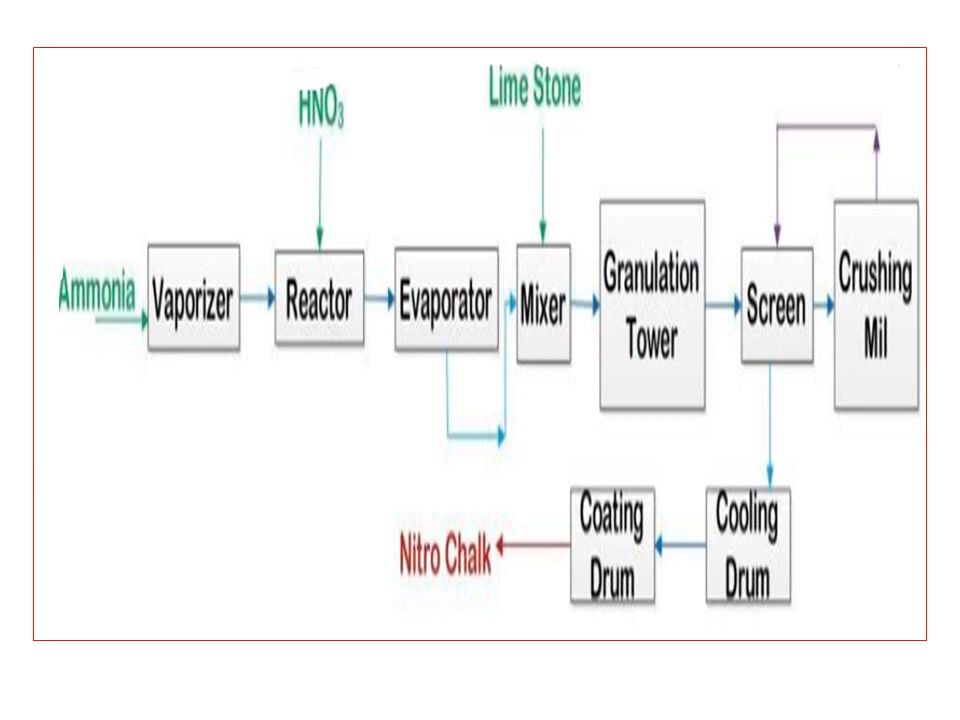 Lime Stone
HNO₃
Ammonia
Vaporizer
Reactor
Evaporator
Mixer
Granulation
Tower
Screen
Crushing
Mil
Cooling
Drum
Coating
Drum
Nitro Chalk